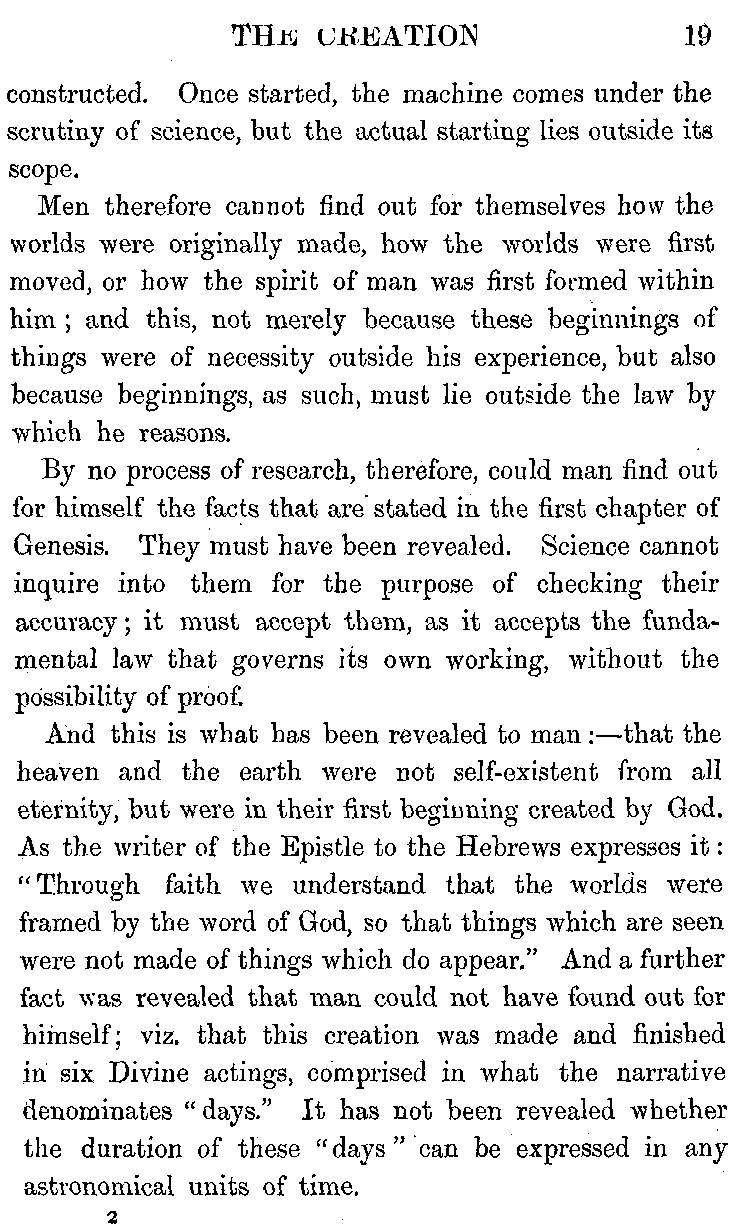 THE CREATION 19
constructed. Once started, the machine comes under the
scrutiny of science, but the actual starting lies outside its
scope.
Men therefore cannot find out for themselves how the
worlds were originally made, how the worlds were first
moved, or how the spirit of man was first formed within
him ; and this, not merely because these beginnings of
things were of necessity outside his experience, but also
because beginnings, as such, must lie outside the law by
which he reasons.
By no process of research, therefore, could man find out
for himself the facts that are stated in the first chapter of
Genesis. They must have been revealed. Science cannot
inquire into them for the purpose of checking their
accuracy ; it must accept them, as it accepts the funda-
mental law that governs its own working, without the
possibility of proof.
And this is what has been revealed to man :—that the
heaven and the earth were not self-existent from all
eternity, but were in their first beginning created by God.
As the writer of the Epistle to the Hebrews expresses it :
“Through faith we understand that the worlds were
framed by the word of God, so that things which are seen
were not made of things which do appear.” And a further
fact was revealed that man could not have found out for
himself ; viz. that this creation was made and finished
in six Divine actings, comprised in what the narrative
denominates “days.” It has not been revealed whether
the duration of these “days” can be expressed in any
astronomical units of time.
2